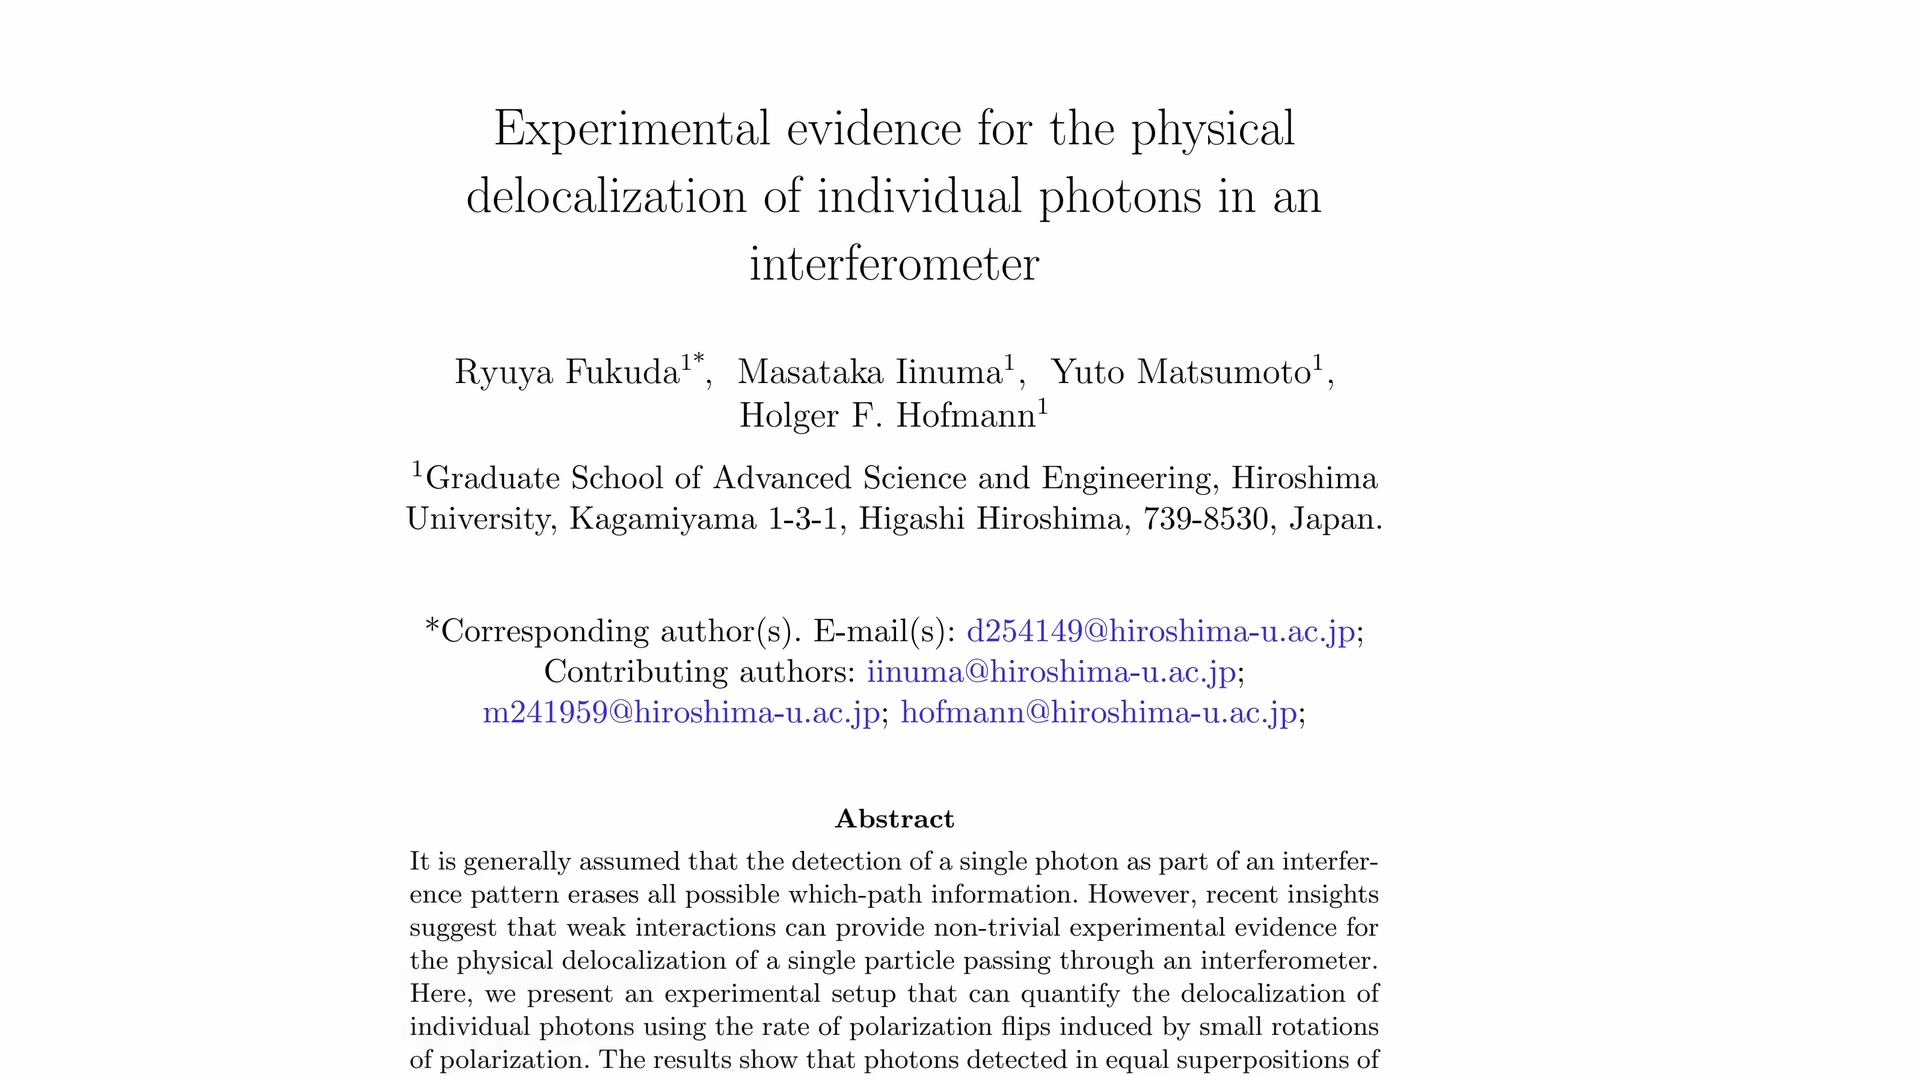 Experimental evidence for the physical
delocalization of individual photons in an
interferometer
Ryuya Fukuda1*, Masataka Iinuma1, Yuto Matsumoto1,
Holger F. Hofmann1
1Graduate School of Advanced Science and Engineering, Hiroshima
University, Kagamiyama 1-3-1, Higashi Hiroshima, 739-8530, Japan.
*Corresponding author(s). E-mail(s): d254149@hiroshima-u.ac.jp;
Contributing authors: iinuma@hiroshima-u.ac.jp;
m241959@hiroshima-u.ac.jp; hofmann@hiroshima-u.ac.jp;
Abstract
It is generally assumed that the detection of a single photon as part of an interfer-
ence pattern erases all possible which-path information. However, recent insights
suggest that weak interactions can provide non-trivial experimental evidence for
the physical delocalization of a single particle passing through an interferometer.
Here, we present an experimental setup that can quantify the delocalization of
individual photons using the rate of polarization flips induced by small rotations
of polarization. The results show that photons detected in equal superpositions of